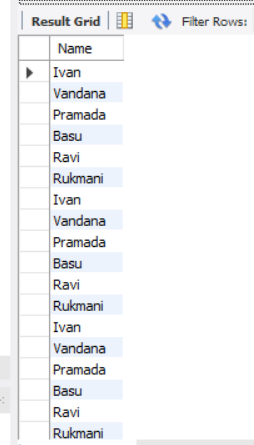 Result Grid Filter Rows:
Name
Ivan
Vandana
Pramada
Basu
Ravi
Rukmani
Ivan
Vandana
Pramada
Basu
Ravi
Rukmani
Ivan
Vandana
Pramada
Basu
Ravi
Rukmani